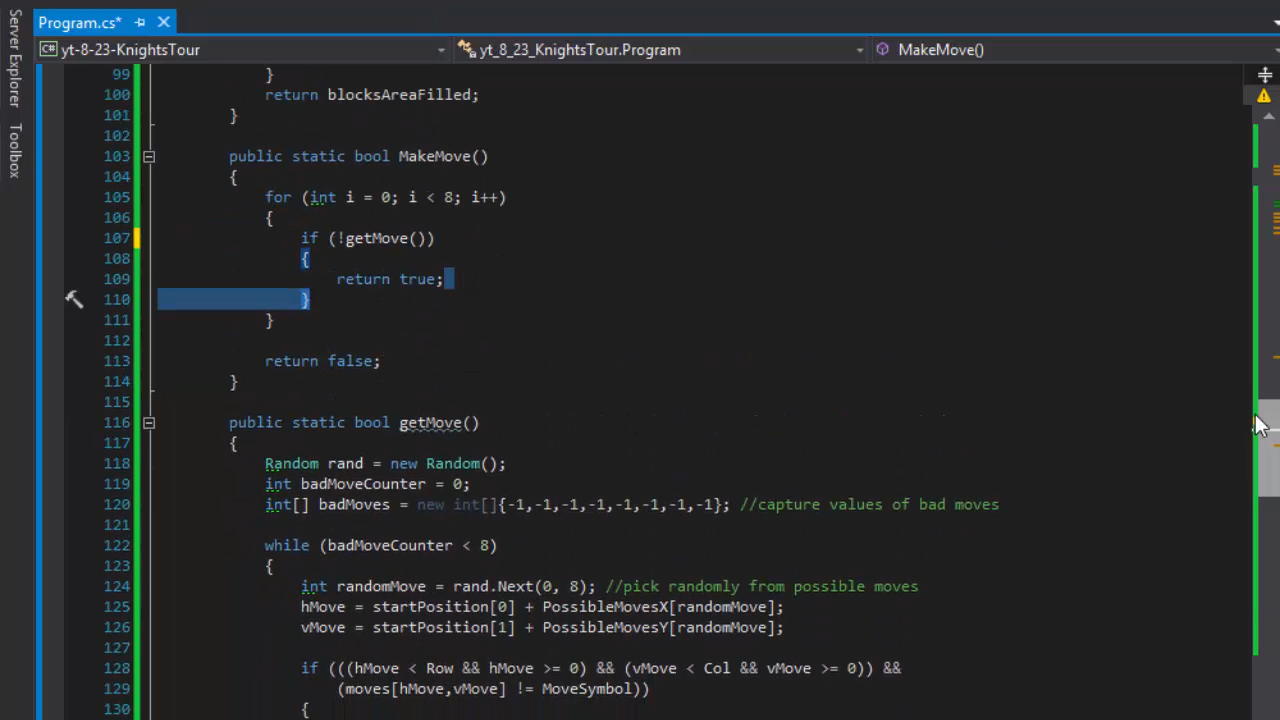 Server Explorer
Toolbox
Program.cs*
yt-8-23-KnightsTour
yt_8_23_KnightsTour.Program
MakeMove()
99 }
100 return blocksAreaFilled;
101 }
102
103 public static bool MakeMove()
104 {
105 for (int i = 0; i < 8; i++)
106 {
107 if (!getMove())
108 {
109 return true;
110 }
111 }
112
113 return false;
114 }
115
116 public static bool getMove()
117 {
118 Random rand = new Random();
119 int badMoveCounter = 0;
120 int[] badMoves = new int[]{-1,-1,-1,-1,-1,-1,-1,-1}; //capture values of bad moves
121
122 while (badMoveCounter < 8)
123 {
124 int randomMove = rand.Next(0, 8); //pick randomly from possible moves
125 hMove = startPosition[0] + PossibleMovesX[randomMove];
126 vMove = startPosition[1] + PossibleMovesY[randomMove];
127
128 if (((hMove < Row && hMove >= 0) && (vMove < Col && vMove >= 0)) &&
129 (moves[hMove,vMove] != MoveSymbol))
130 {